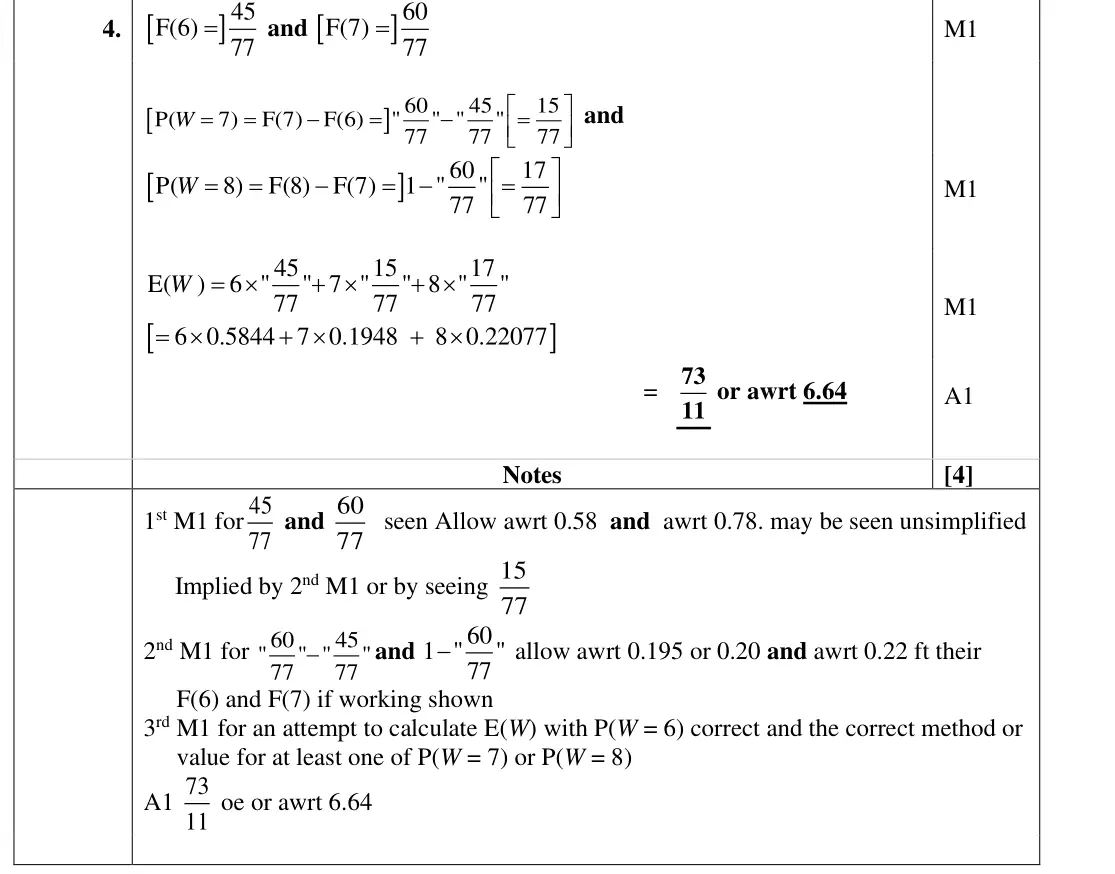 4. [F(6) =] 45/77 and [F(7) =] 60/77 M1
[P(W = 7) = F(7) − F(6) =] "60/77" − "45/77" [= 15/77] and
[P(W = 8) = F(8) − F(7) =] 1 − "60/77" [= 17/77] M1
E(W ) = 6 × "45/77" + 7 × "15/77" + 8 × "17/77"
M1
[= 6 × 0.5844 + 7 × 0.1948 + 8 × 0.22077]
= 73/11 or awrt 6.64 A1
Notes [4]
1st M1 for 45/77 and 60/77 seen Allow awrt 0.58 and awrt 0.78. may be seen unsimplified
Implied by 2nd M1 or by seeing 15/77
2nd M1 for "60/77" − "45/77" and 1 − "60/77" allow awrt 0.195 or 0.20 and awrt 0.22 ft their
F(6) and F(7) if working shown
3rd M1 for an attempt to calculate E(W) with P(W = 6) correct and the correct method or
value for at least one of P(W = 7) or P(W = 8)
A1 73/11 oe or awrt 6.64